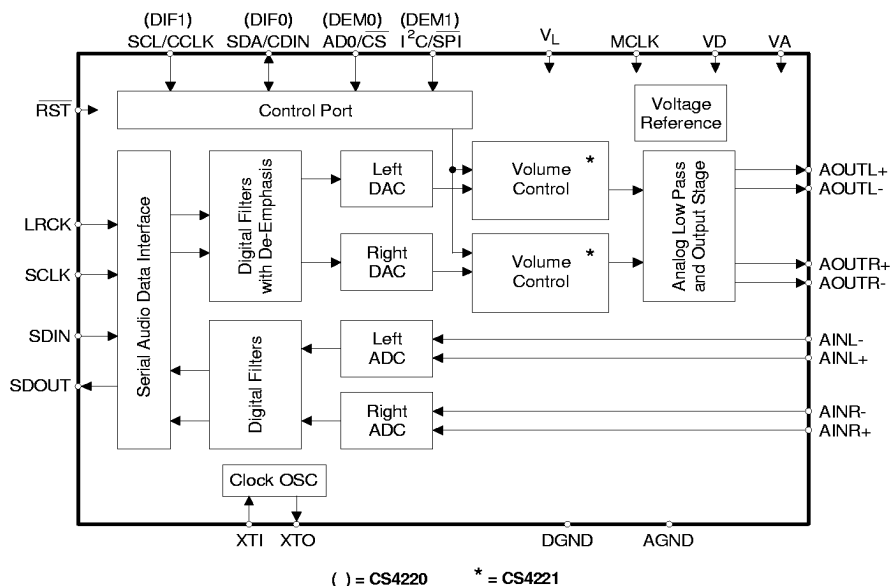 (DIF1) (DIF0) (DEM0) (DEM1)
SCL/CCLK SDA/CDIN AD0/CS I²C/SPI VL MCLK VD VA
RST
Control Port
Voltage
Reference
Serial Audio Data Interface
Digital Filters
with De-Emphasis
Left
DAC
Volume
Control
*
Analog Low Pass
and Output Stage
AOUTL+
AOUTL-
LRCK
SCLK
Right
DAC
Volume
Control
*
AOUTR+
AOUTR-
SDIN
SDOUT
Digital Filters
Left
ADC
AINL-
AINL+
Right
ADC
AINR-
AINR+
Clock OSC
XTI XTO DGND AGND
( ) = CS4220 * = CS4221